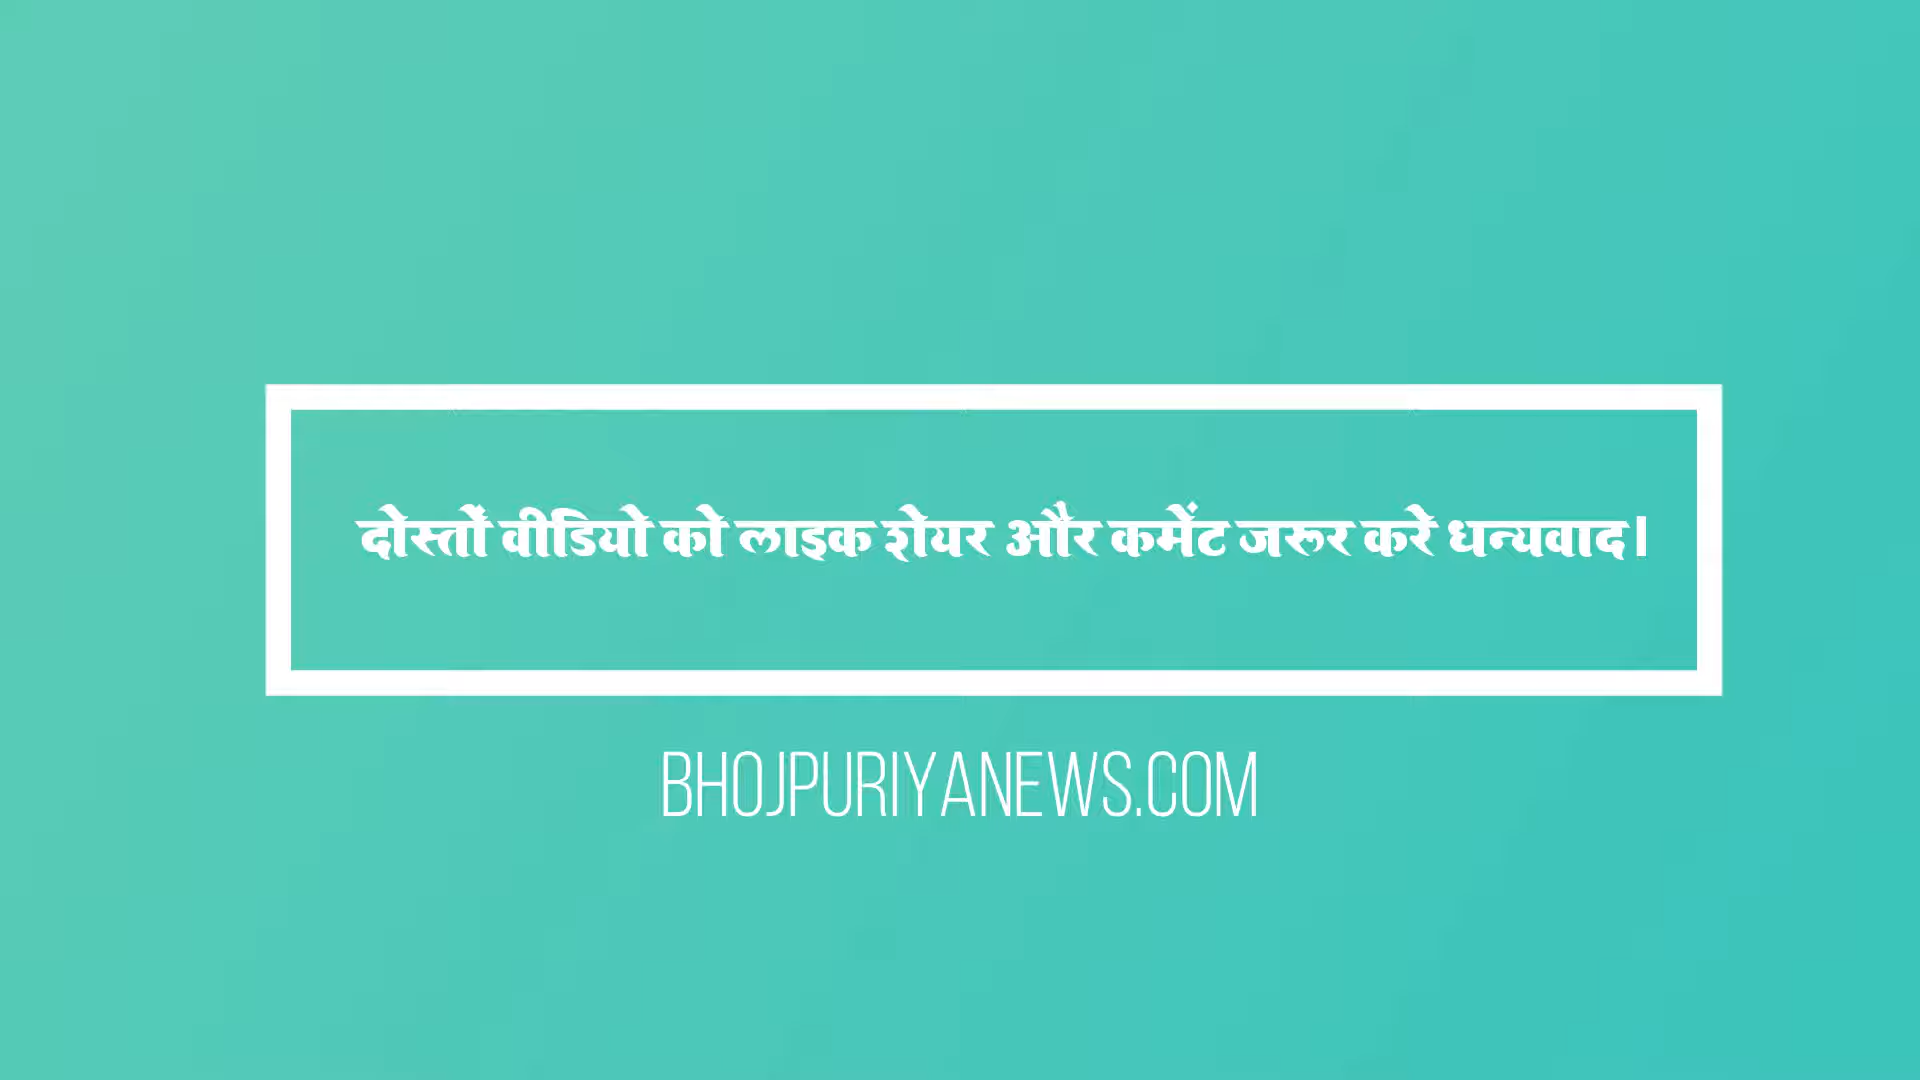 दोस्तों वीडियो को लाइक शेयर और कमेंट जरूर करे धन्यवाद।
BHOJPURIYANEWS.COM